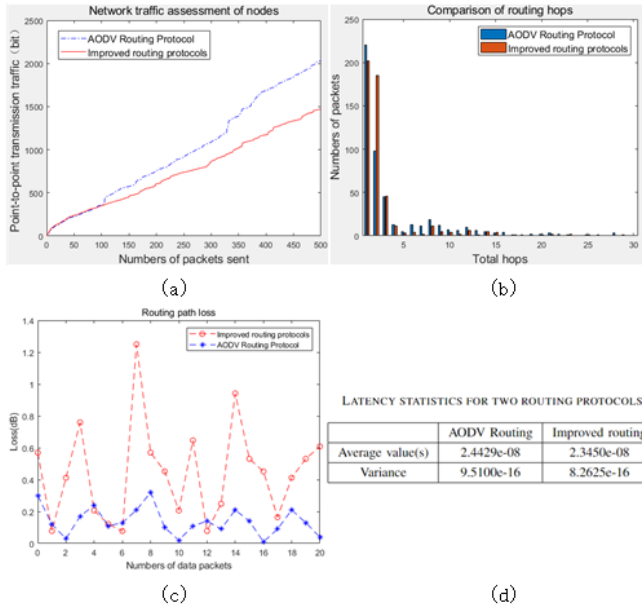 Network traffic assessment of nodes
AODV Routing Protocol
Improved routing protocols
Point-to-point transmission traffic（bit）
2500
2000
1500
1000
500
0
0 50 100 150 200 250 300 350 400 450 500
Numbers of packets sent
(a)
Comparison of routing hops
AODV Routing Protocol
Improved routing protocols
Numbers of packets
250
200
150
100
50
0
5 10 15 20 25 30
Total hops
(b)
Routing path loss
Improved routing protocols
AODV Routing Protocol
Loss(dB)
1.4
1.2
1
0.8
0.6
0.4
0.2
0
0 2 4 6 8 10 12 14 16 18 20
Numbers of data packets
(c)
LATENCY STATISTICS FOR TWO ROUTING PROTOCOLS
AODV Routing Improved routing
Average value(s) 2.4429e-08 2.3450e-08
Variance 9.5100e-16 8.2625e-16
(d)